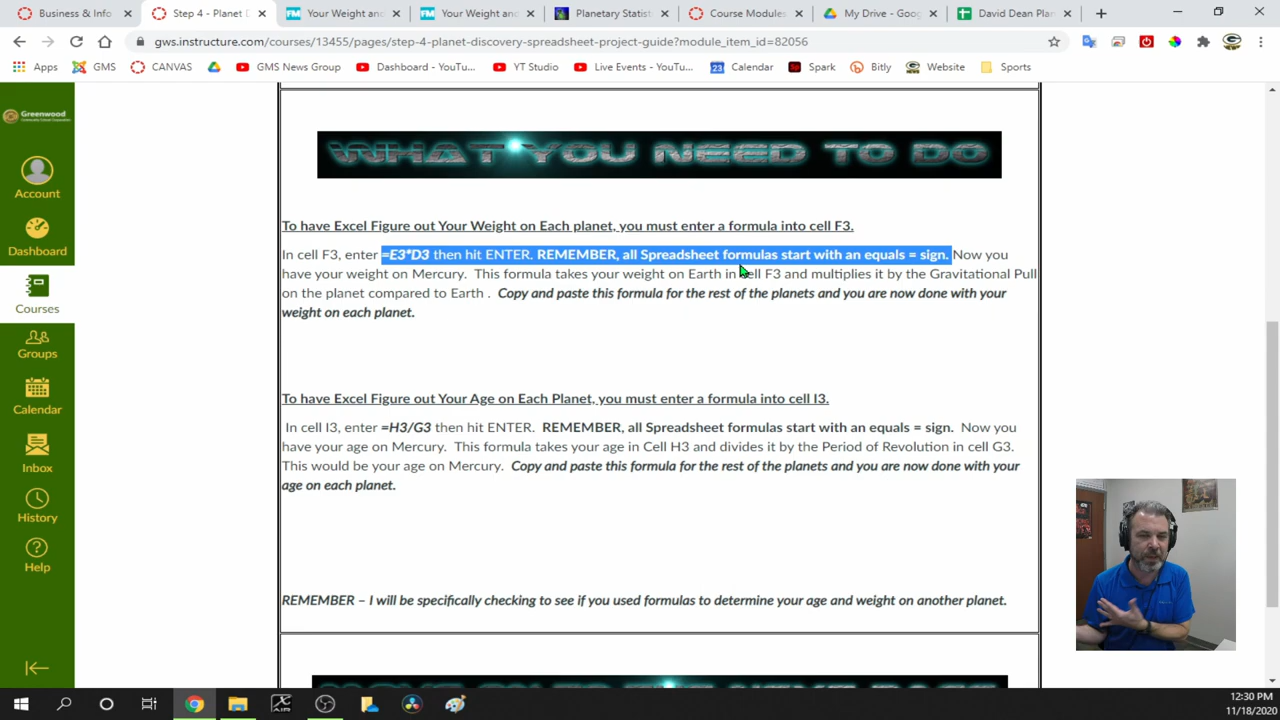 Business & Info
Step 4 - Planet D
Your Weight and
Your Weight and
Planetary Statist
Course Modules
My Drive - Goog
David Dean Plan
gws.instructure.com/courses/13455/pages/step-4-planet-discovery-spreadsheet-project-guide?module_item_id=82056
Apps
GMS
CANVAS
GMS News Group
Dashboard - YouTu...
YT Studio
Live Events - YouTu...
23
Calendar
Spark
Bitly
Website
Sports
Greenwood
Account
Dashboard
Courses
Groups
Calendar
Inbox
History
Help
WHAT YOU NEED TO DO
To have Excel Figure out Your Weight on Each planet, you must enter a formula into cell F3.
In cell F3, enter =E3*D3 then hit ENTER. REMEMBER, all Spreadsheet formulas start with an equals = sign. Now you
have your weight on Mercury. This formula takes your weight on Earth in cell F3 and multiplies it by the Gravitational Pull
on the planet compared to Earth . Copy and paste this formula for the rest of the planets and you are now done with your
weight on each planet.
To have Excel Figure out Your Age on Each Planet, you must enter a formula into cell I3.
In cell I3, enter =H3/G3 then hit ENTER. REMEMBER, all Spreadsheet formulas start with an equals = sign. Now you
have your age on Mercury. This formula takes your age in Cell H3 and divides it by the Period of Revolution in cell G3.
This would be your age on Mercury. Copy and paste this formula for the rest of the planets and you are now done with your
age on each planet.
REMEMBER – I will be specifically checking to see if you used formulas to determine your age and weight on another planet.
12:30 PM
11/18/2020